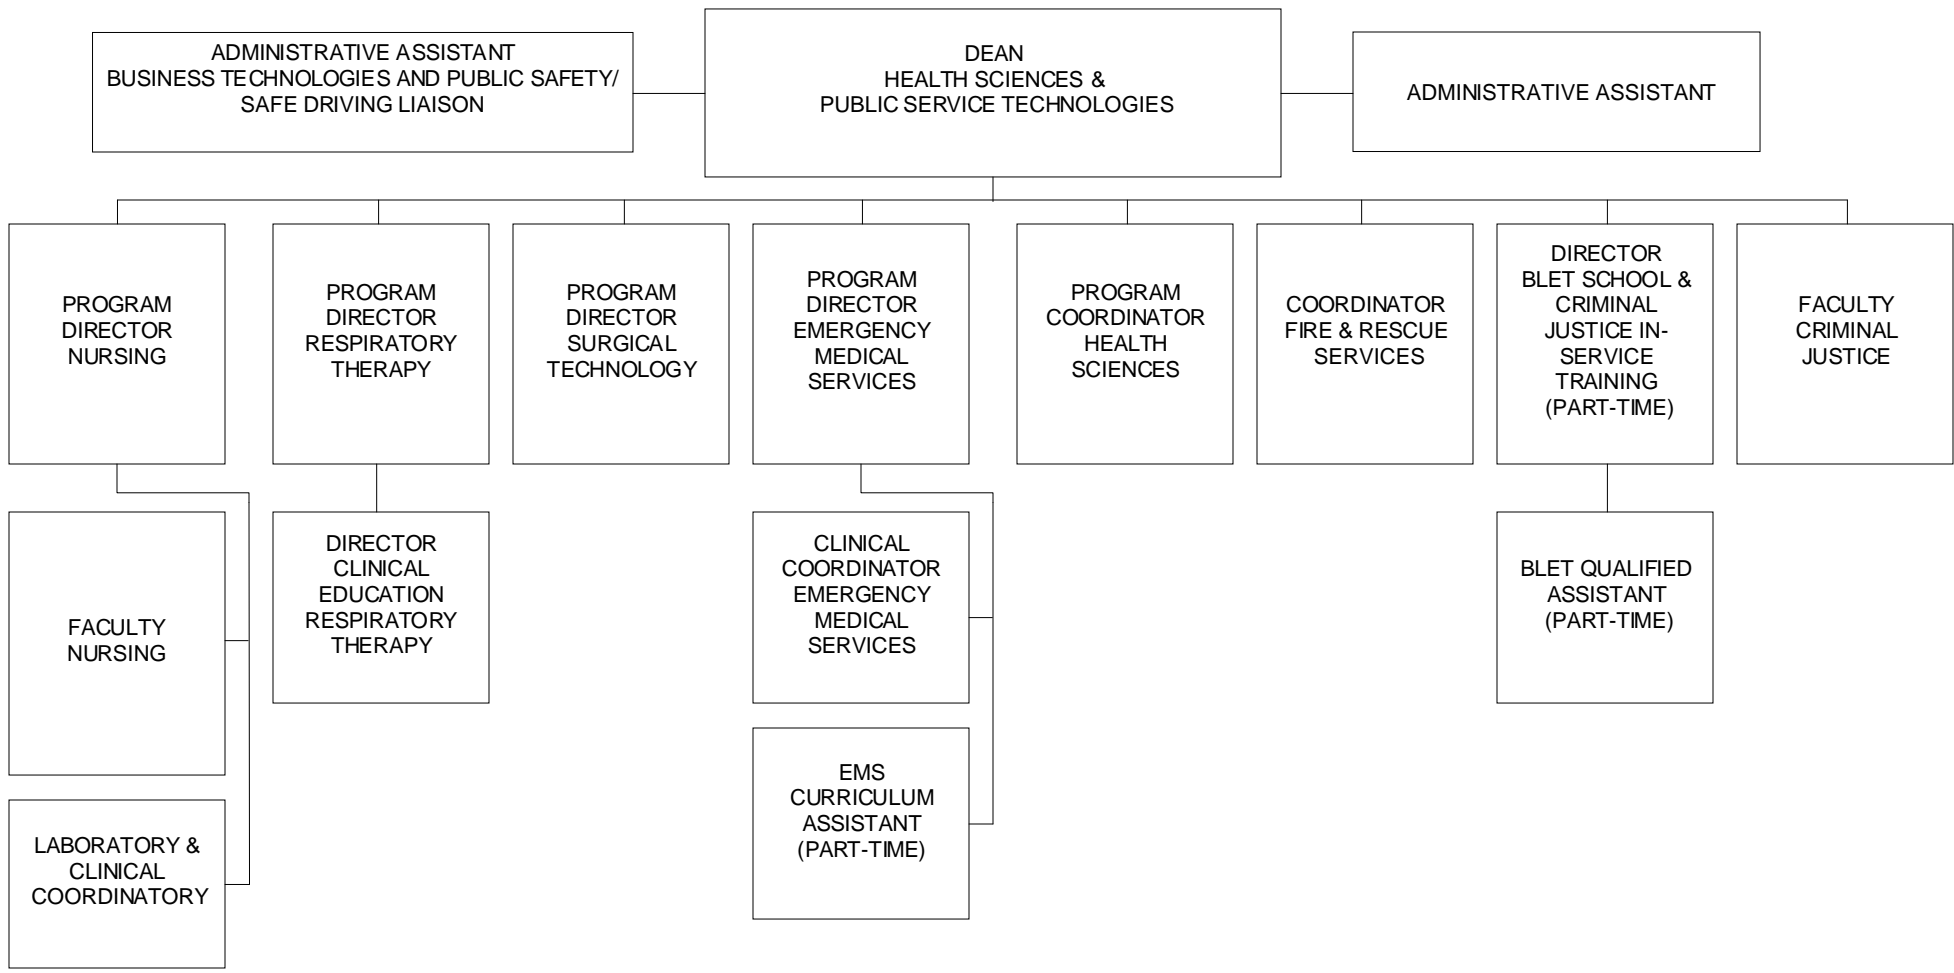 ADMINISTRATIVE ASSISTANT
BUSINESS TECHNOLOGIES AND PUBLIC SAFETY/
SAFE DRIVING LIAISON
DEAN
HEALTH SCIENCES &
PUBLIC SERVICE TECHNOLOGIES
ADMINISTRATIVE ASSISTANT
PROGRAM
DIRECTOR
NURSING
PROGRAM
DIRECTOR
RESPIRATORY
THERAPY
PROGRAM
DIRECTOR
SURGICAL
TECHNOLOGY
PROGRAM
DIRECTOR
EMERGENCY
MEDICAL
SERVICES
PROGRAM
COORDINATOR
HEALTH
SCIENCES
COORDINATOR
FIRE & RESCUE
SERVICES
DIRECTOR
BLET SCHOOL &
CRIMINAL
JUSTICE IN-
SERVICE
TRAINING
(PART-TIME)
FACULTY
CRIMINAL
JUSTICE
FACULTY
NURSING
DIRECTOR
CLINICAL
EDUCATION
RESPIRATORY
THERAPY
CLINICAL
COORDINATOR
EMERGENCY
MEDICAL
SERVICES
BLET QUALIFIED
ASSISTANT
(PART-TIME)
LABORATORY &
CLINICAL
COORDINATORY
EMS
CURRICULUM
ASSISTANT
(PART-TIME)